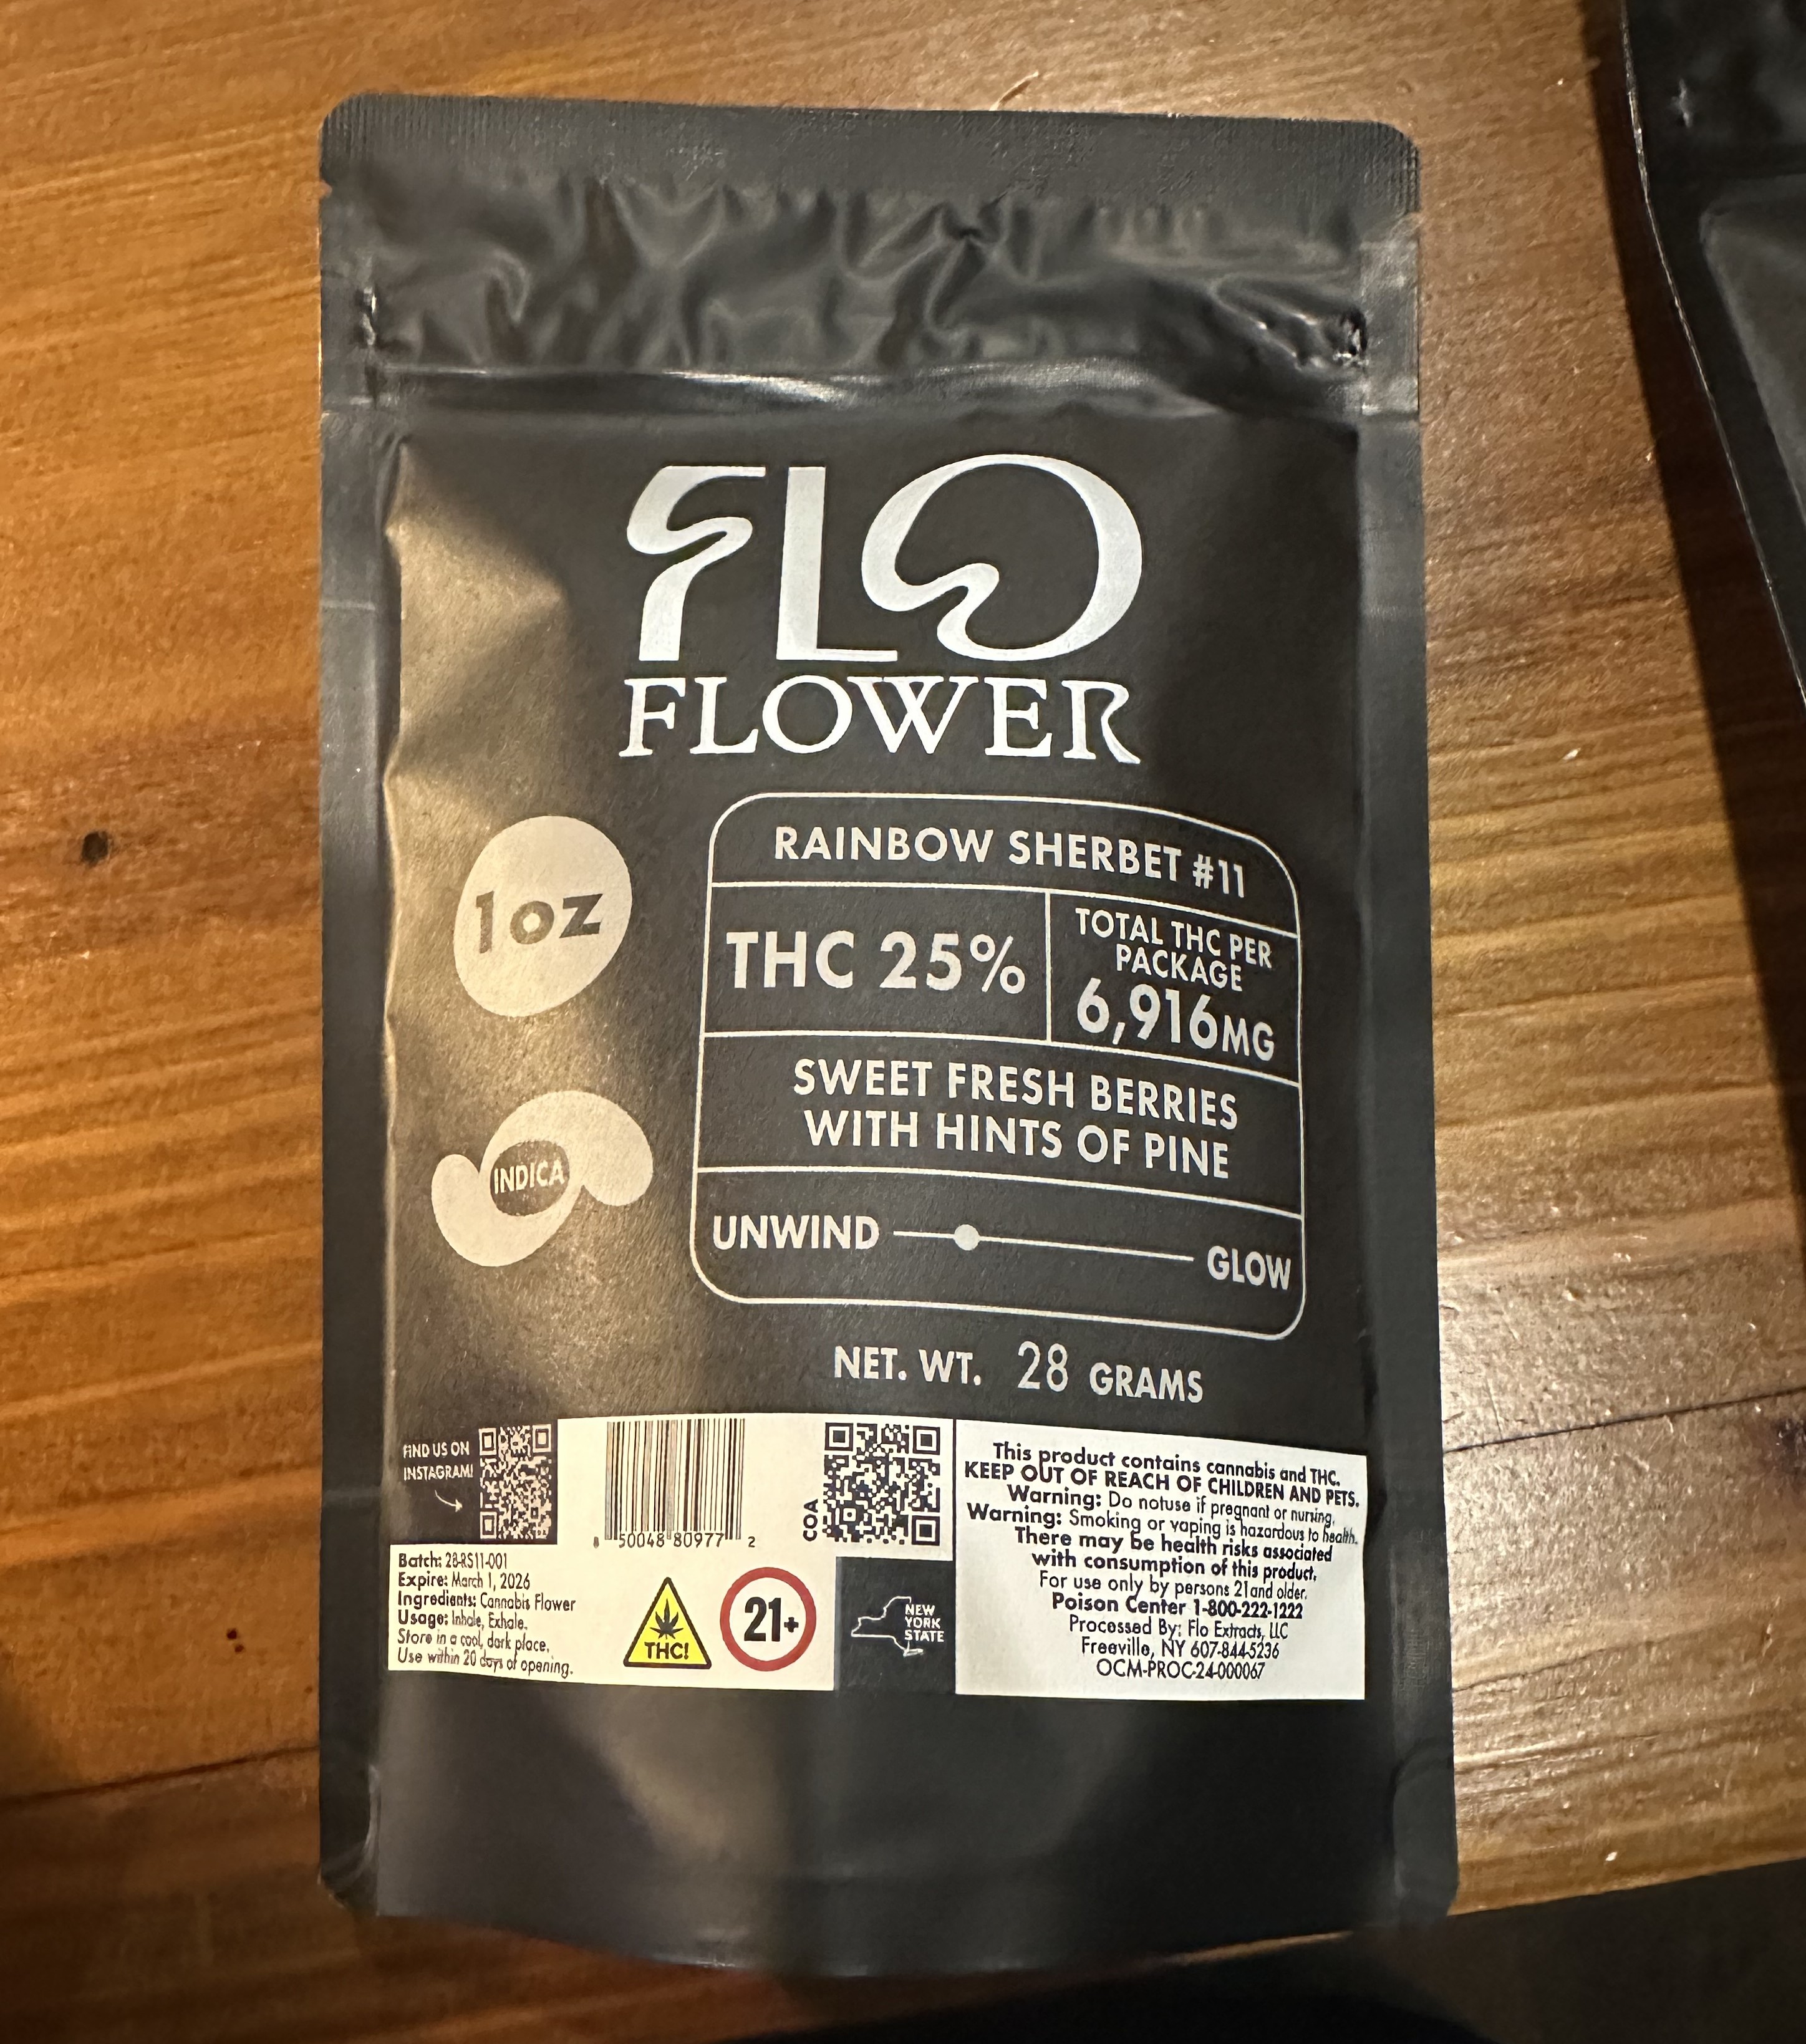 FLO
FLOWER
1oz
INDICA
RAINBOW SHERBET #11
THC 25%
TOTAL THC PER
PACKAGE
6,916MG
SWEET FRESH BERRIES
WITH HINTS OF PINE
UNWIND
GLOW
NET. WT. 28 GRAMS
FIND US ON
INSTAGRAM!
8 50048 80977 2
COA
Batch: 28-RS11-001
Expire: March 1, 2026
Ingredients: Cannabis Flower
Usage: Inhale, Exhale.
Store in a cool, dark place.
Use within 20 days of opening.
THC!
21+
NEW
YORK
STATE
This product contains cannabis and THC.
KEEP OUT OF REACH OF CHILDREN AND PETS.
Warning: Do notuse if pregnant or nursing.
Warning: Smoking or vaping is hazardous to health.
There may be health risks associated
with consumption of this product.
For use only by persons 21and older.
Poison Center 1-800-222-1222
Processed By: Flo Extracts, LLC
Freeville, NY 607-844-5236
OCM-PROC-24-000067